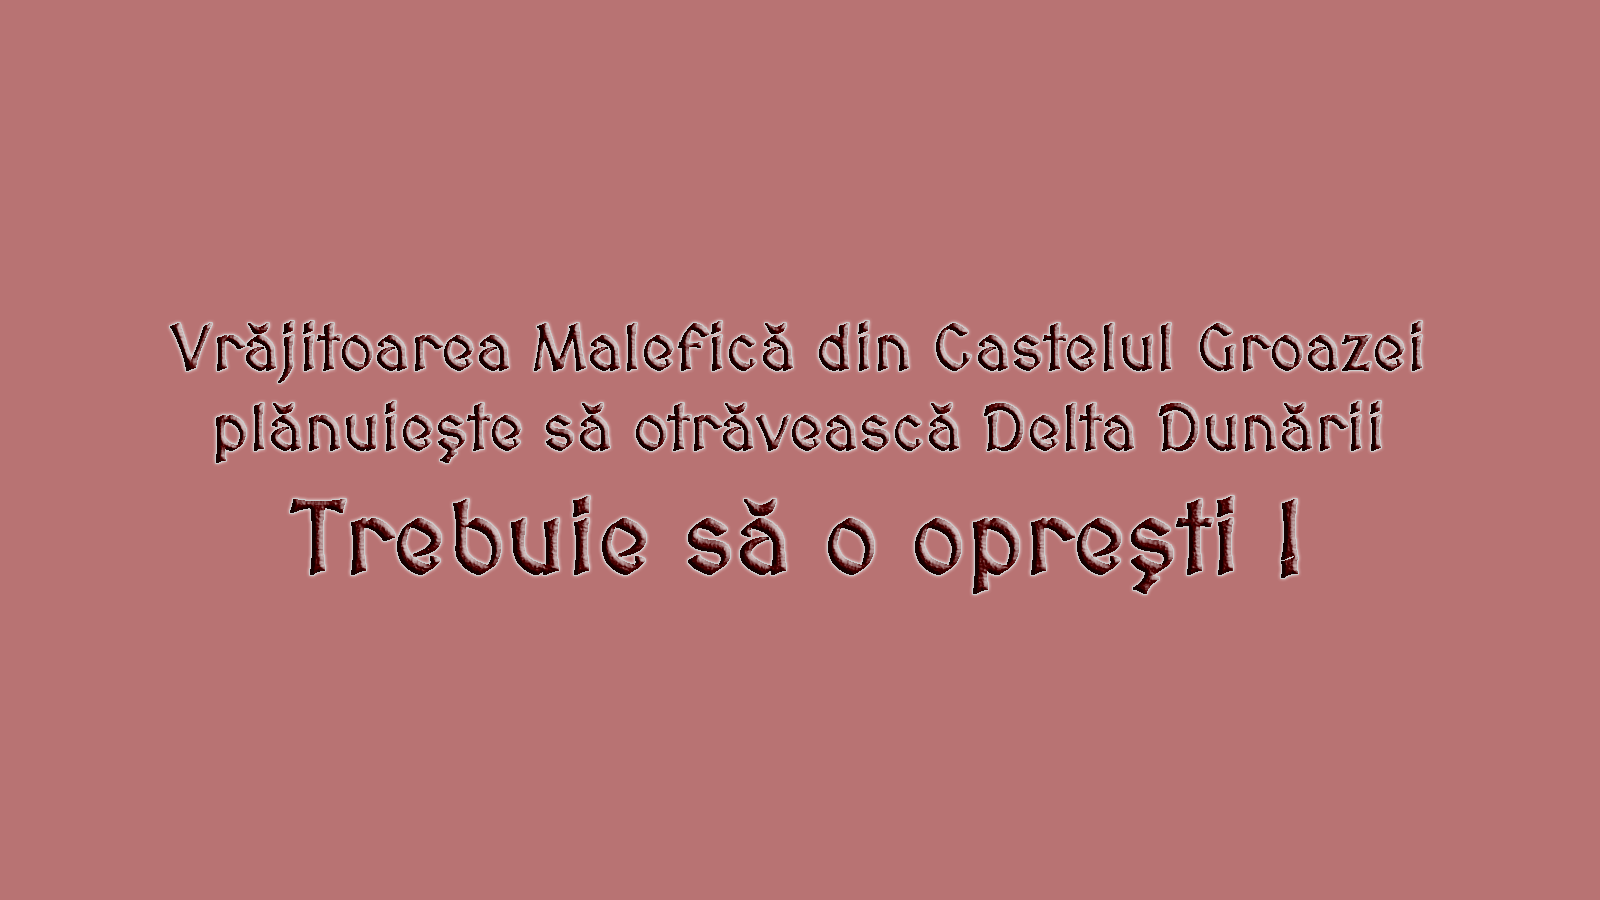 Vrăjitoarea Malefică din Castelul Groazei
plănuieşte să otrăvească Delta Dunării
Trebuie să o opreşti !